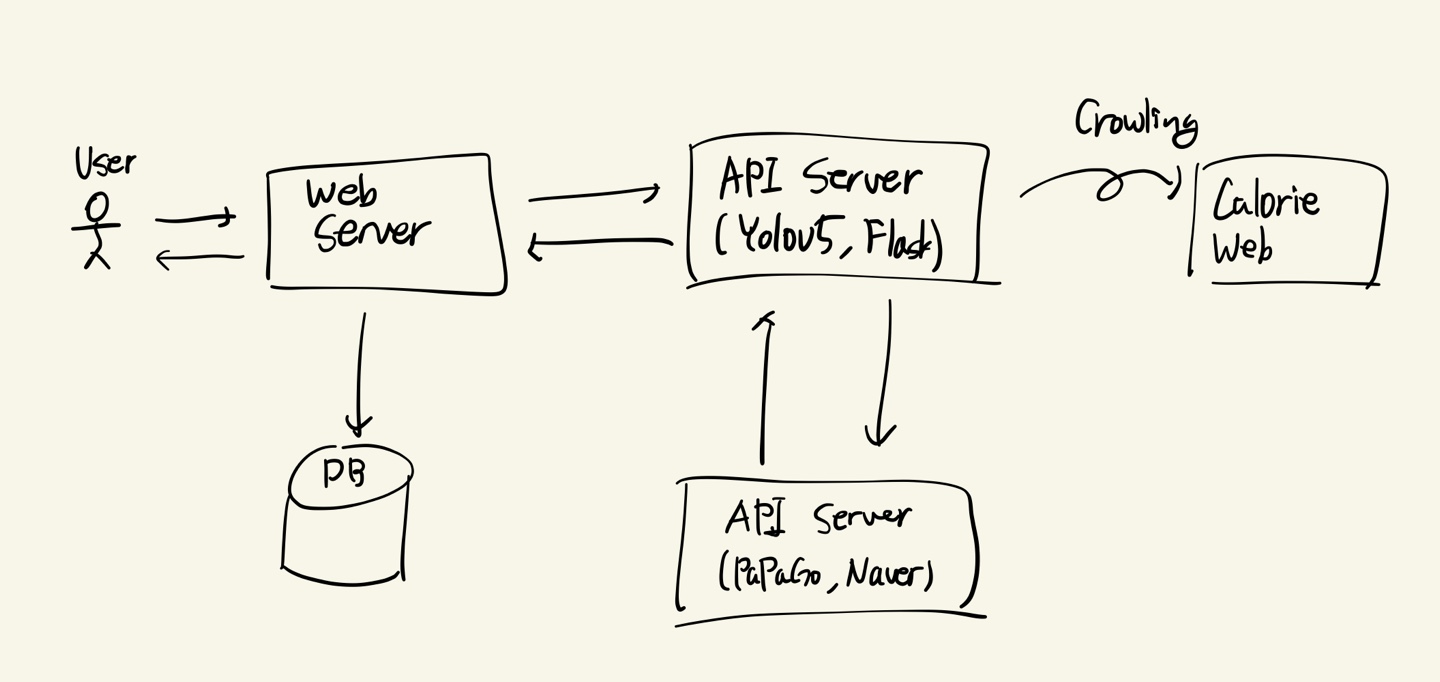 User
Web
Server
API Server
(Yolov5, Flask)
Crowling
Calorie
Web
DB
API Server
(PaPaGo, Naver)